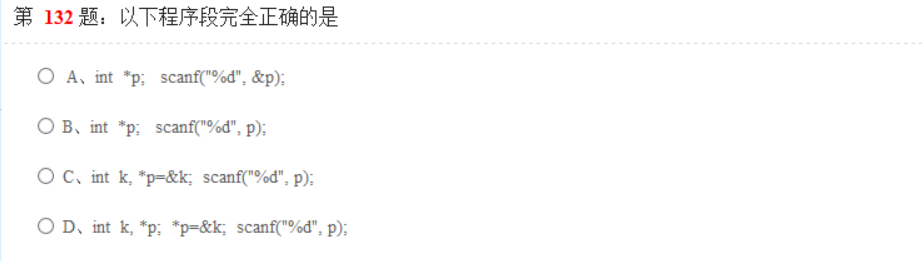 第 132 题：以下程序段完全正确的是
A、int *p; scanf("%d", &p);
B、int *p; scanf("%d", p);
C、int k, *p=&k; scanf("%d", p);
D、int k, *p; *p=&k; scanf("%d", p);